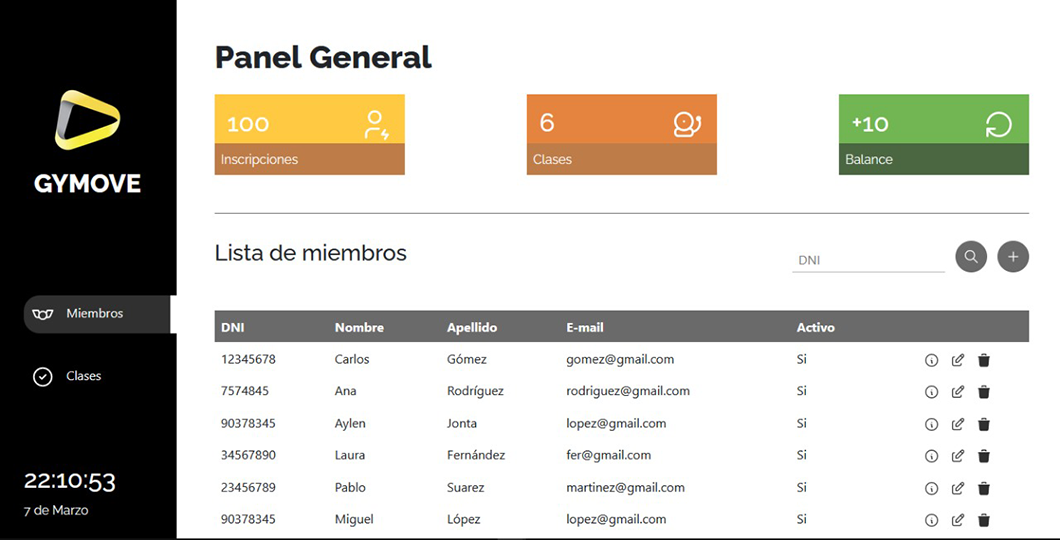 GYMOVE
Miembros
Clases
22:10:53
7 de Marzo
Panel General
100
Inscripciones
6
Clases
+10
Balance
Lista de miembros
DNI
DNI Nombre Apellido E-mail Activo
12345678 Carlos Gómez gomez@gmail.com Si
7574845 Ana Rodríguez rodriguez@gmail.com Si
90378345 Aylen Jonta lopez@gmail.com Si
34567890 Laura Fernández fer@gmail.com Si
23456789 Pablo Suarez martinez@gmail.com Si
90378345 Miguel López lopez@gmail.com Si